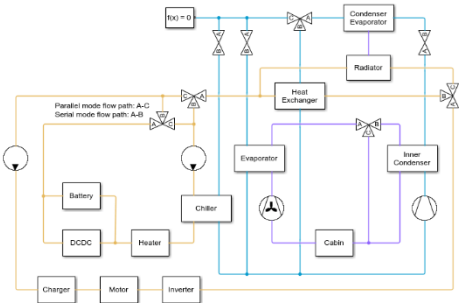 f(x) = 0
Condenser
Evaporator
Radiator
Heat
Exchanger
Parallel mode flow path: A-C
Serial mode flow path: A-B
Evaporator
Inner
Condenser
Battery
Chiller
DCDC
Heater
Cabin
Charger
Motor
Inverter